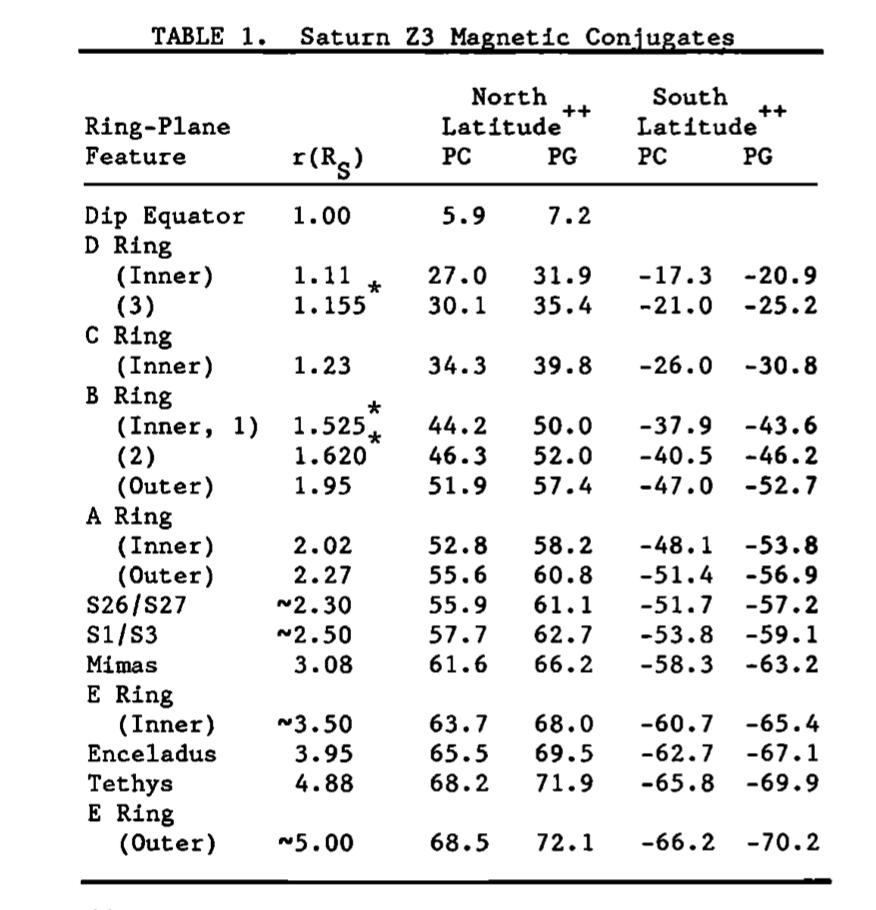 TABLE 1. Saturn Z3 Magnetic Conjugates
North ++ South ++
Ring-Plane Latitude Latitude
Feature r(RS) PC PG PC PG
Dip Equator 1.00 5.9 7.2
D Ring
(Inner) 1.11 27.0 31.9 -17.3 -20.9
(3) 1.155* 30.1 35.4 -21.0 -25.2
C Ring
(Inner) 1.23 34.3 39.8 -26.0 -30.8
B Ring
(Inner, 1) 1.525* 44.2 50.0 -37.9 -43.6
(2) 1.620* 46.3 52.0 -40.5 -46.2
(Outer) 1.95 51.9 57.4 -47.0 -52.7
A Ring
(Inner) 2.02 52.8 58.2 -48.1 -53.8
(Outer) 2.27 55.6 60.8 -51.4 -56.9
S26/S27 ~2.30 55.9 61.1 -51.7 -57.2
S1/S3 ~2.50 57.7 62.7 -53.8 -59.1
Mimas 3.08 61.6 66.2 -58.3 -63.2
E Ring
(Inner) ~3.50 63.7 68.0 -60.7 -65.4
Enceladus 3.95 65.5 69.5 -62.7 -67.1
Tethys 4.88 68.2 71.9 -65.8 -69.9
E Ring
(Outer) ~5.00 68.5 72.1 -66.2 -70.2